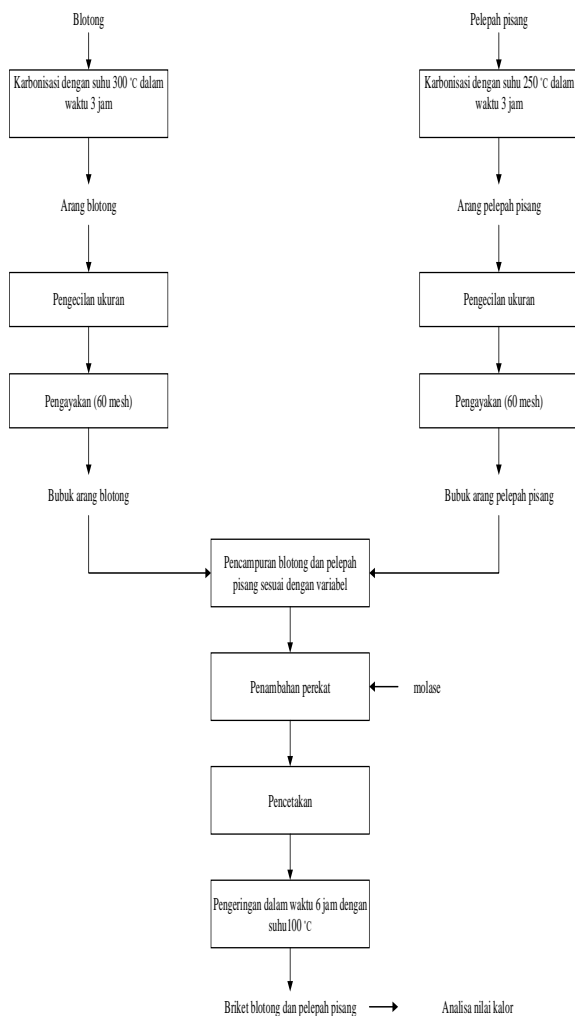 Blotong
Pelepah pisang
Karbonisasi dengan suhu 300 °C dalam
waktu 3 jam
Karbonisasi dengan suhu 250 °C dalam
waktu 3 jam
Arang blotong
Arang pelepah pisang
Pengecilan ukuran
Pengecilan ukuran
Pengayakan (60 mesh)
Pengayakan (60 mesh)
Bubuk arang blotong
Bubuk arang pelepah pisang
Pencampuran blotong dan pelepah
pisang sesuai dengan variabel
Penambahan perekat
molase
Pencetakan
Pengeringan dalam waktu 6 jam dengan
suhu100 °C
Briket blotong dan pelepah pisang
Analisa nilai kalor